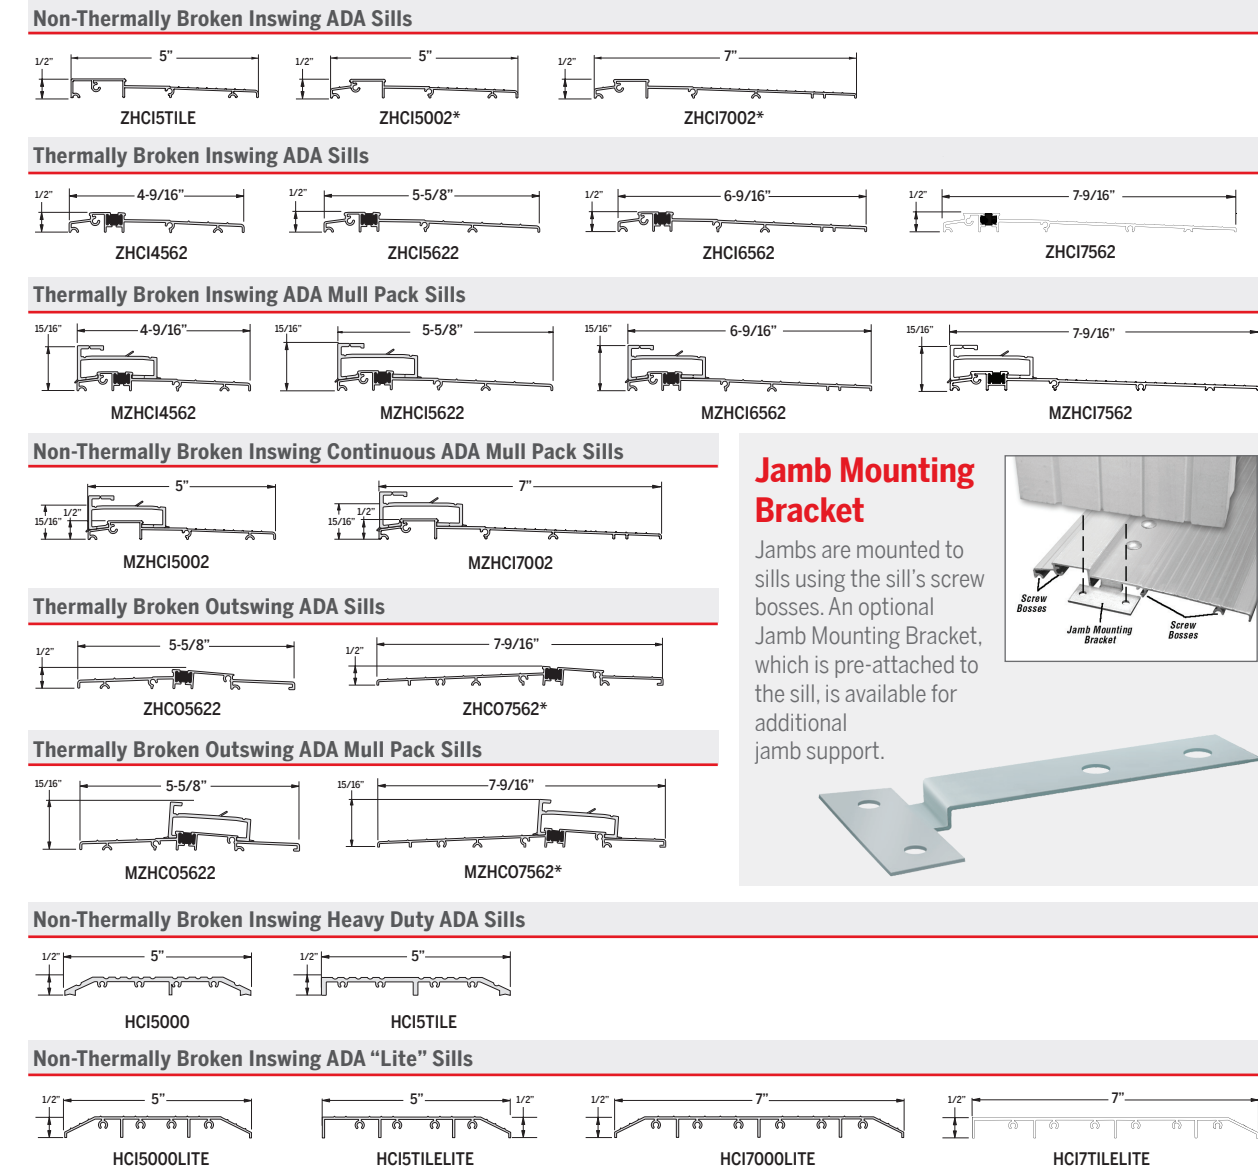 Non-Thermally Broken Inswing ADA Sills
1/2" 5" 1/2" 5" 1/2" 7"
ZHCI5TILE ZHCI5002* ZHCI7002*
Thermally Broken Inswing ADA Sills
1/2" 4-9/16" 1/2" 5-5/8" 1/2" 6-9/16" 1/2" 7-9/16"
ZHCI4562 ZHCI5622 ZHCI6562 ZHCI7562
Thermally Broken Inswing ADA Mull Pack Sills
15/16" 4-9/16" 15/16" 5-5/8" 15/16" 6-9/16" 15/16" 7-9/16"
MZHCI4562 MZHCI5622 MZHCI6562 MZHCI7562
Non-Thermally Broken Inswing Continuous ADA Mull Pack Sills
5" 7"
15/16" 1/2" 15/16" 1/2"
MZHCI5002 MZHCI7002
Thermally Broken Outswing ADA Sills
1/2" 5-5/8" 1/2" 7-9/16"
ZHCO5622 ZHCO7562*
Thermally Broken Outswing ADA Mull Pack Sills
15/16" 5-5/8" 15/16" 7-9/16"
MZHCO5622 MZHCO7562*
Jamb Mounting
Bracket
Jambs are mounted to
sills using the sill's screw
bosses. An optional
Jamb Mounting Bracket,
which is pre-attached to
the sill, is available for
additional
jamb support.
Screw
Bosses
Jamb Mounting
Bracket
Screw
Bosses
Non-Thermally Broken Inswing Heavy Duty ADA Sills
1/2" 5" 1/2" 5"
HCI5000 HCI5TILE
Non-Thermally Broken Inswing ADA “Lite” Sills
1/2" 5" 5" 1/2" 1/2" 7" 1/2" 7"
HCI5000LITE HCI5TILELITE HCI7000LITE HCI7TILELITE